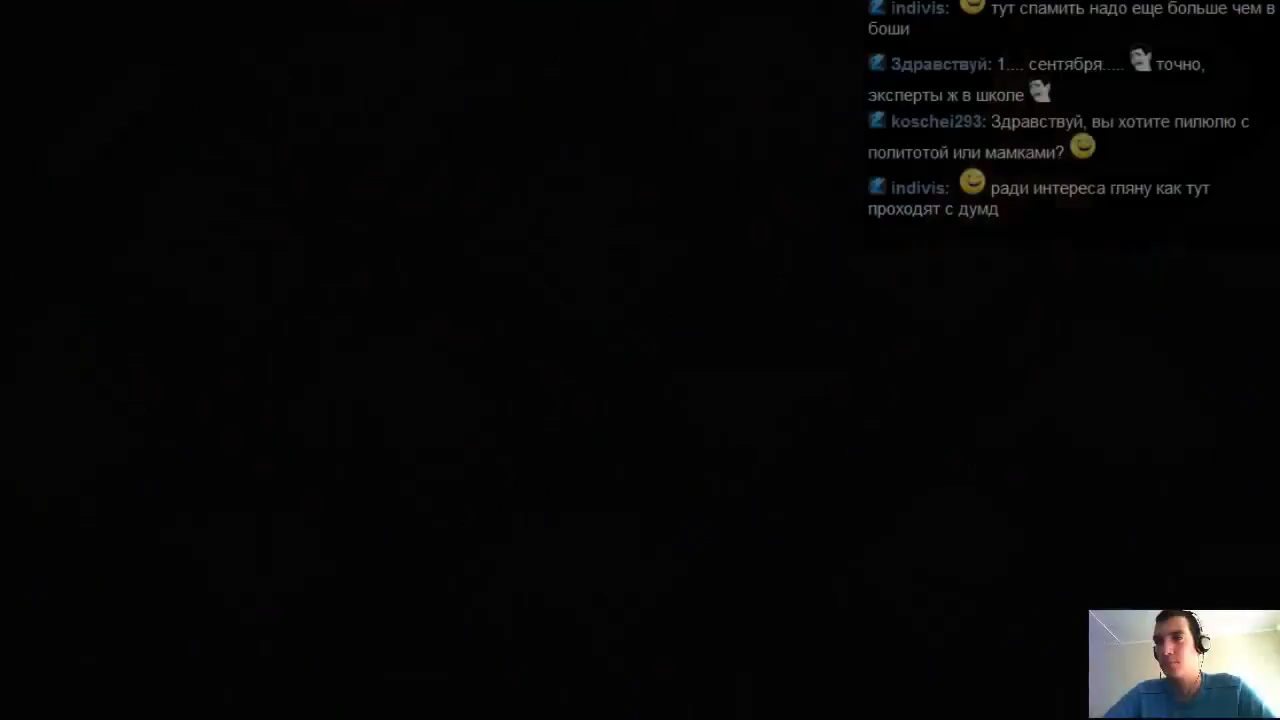 indivis: тут спамить надо еще больше чем в
боши
Здравствуй: 1.... сентября..... точно,
эксперты ж в школе
koschei293: Здравствуй, вы хотите пилюлю с
политотой или мамками?
indivis: ради интереса гляну как тут
проходят с думд